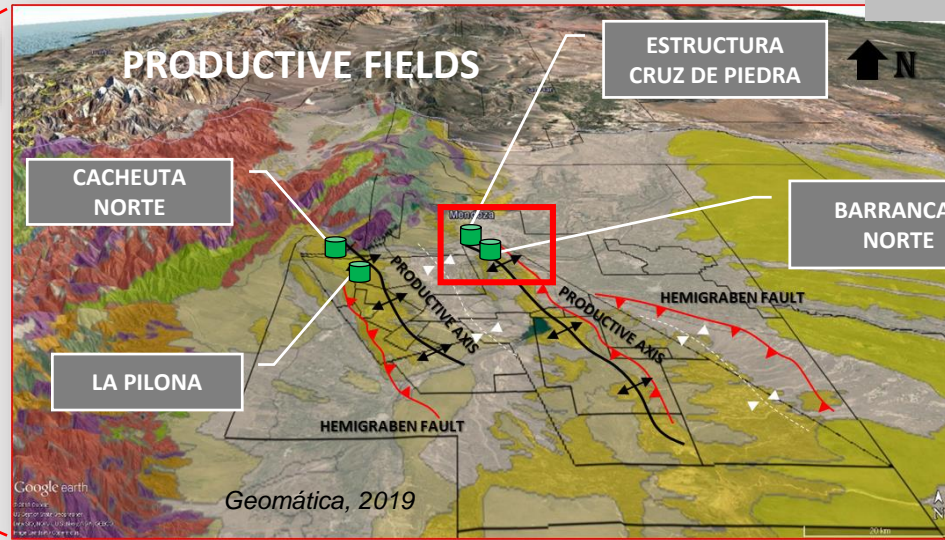 PRODUCTIVE FIELDS
ESTRUCTURA
CRUZ DE PIEDRA
N
CACHEUTA
NORTE
Mendoza
BARRANCA
NORTE
PRODUCTIVE AXIS
PRODUCTIVE AXIS
HEMIGRABEN FAULT
LA PILONA
HEMIGRABEN FAULT
Google earth
Geomática, 2019
N
20 km